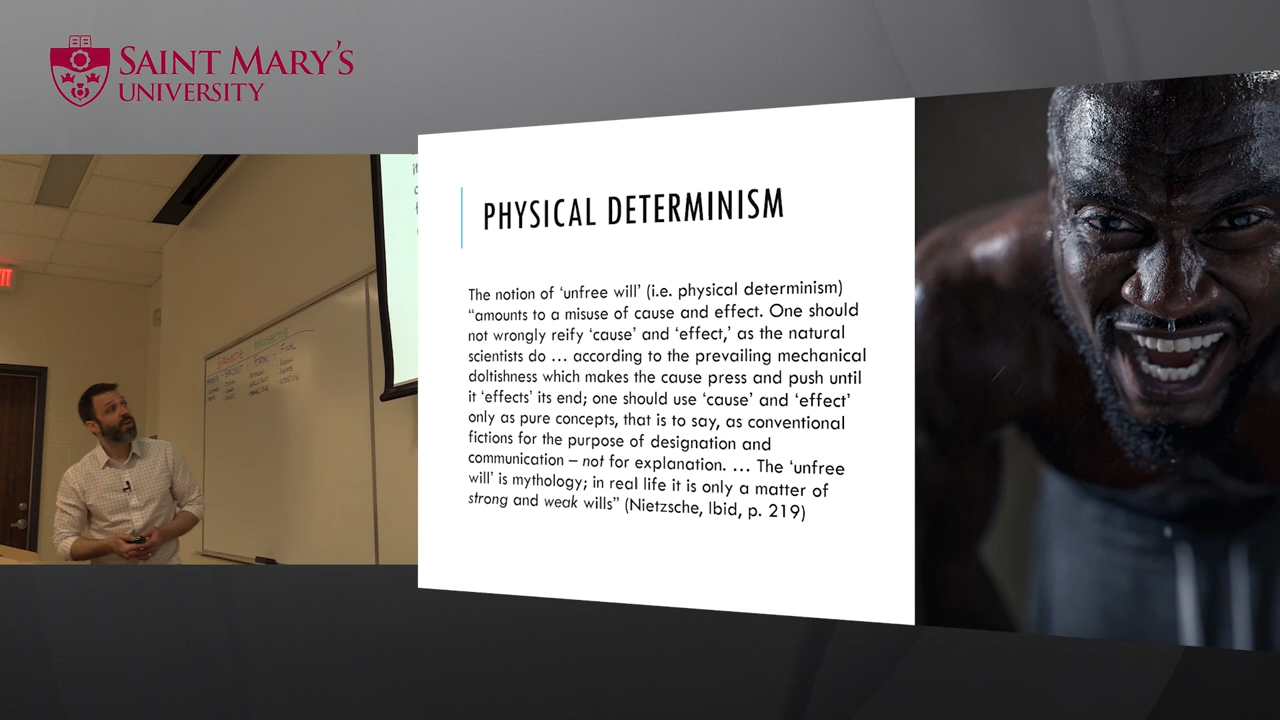 SAINT MARY'S
UNIVERSITY
PHYSICAL DETERMINISM
The notion of ‘unfree will’ (i.e. physical determinism)
“amounts to a misuse of cause and effect. One should
not wrongly reify ‘cause’ and ‘effect,’ as the natural
scientists do … according to the prevailing mechanical
doltishness which makes the cause press and push until
it ‘effects’ its end; one should use ‘cause’ and ‘effect’
only as pure concepts, that is to say, as conventional
fictions for the purpose of designation and
communication – not for explanation. … The ‘unfree
will’ is mythology; in real life it is only a matter of
strong and weak wills” (Nietzsche, Ibid, p. 219)